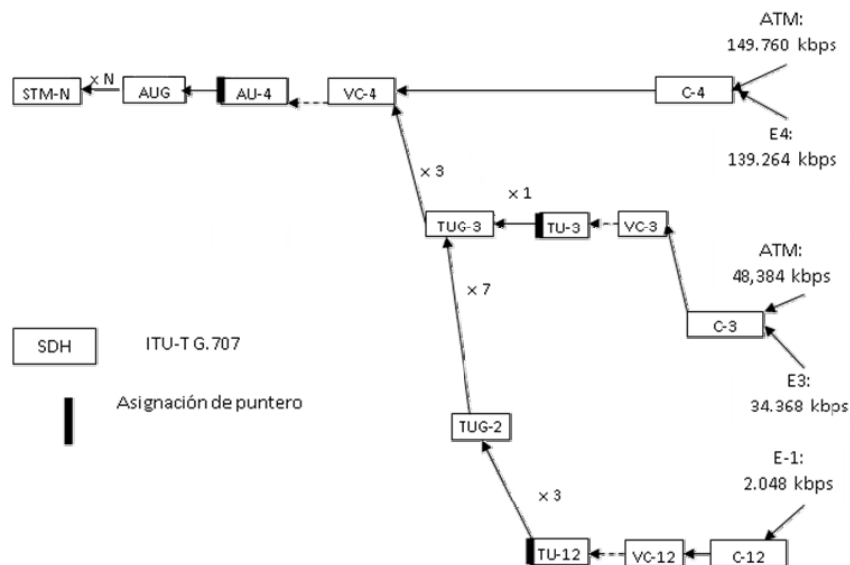 ATM:
149.760 kbps
STM-N
× N
AUG
AU-4
VC-4
C-4
E4:
139.264 kbps
× 3
× 1
TUG-3
TU-3
VC-3
ATM:
48,384 kbps
× 7
C-3
SDH
ITU-T G.707
E3:
34.368 kbps
Asignación de puntero
TUG-2
E-1:
2.048 kbps
× 3
TU-12
VC-12
C-12